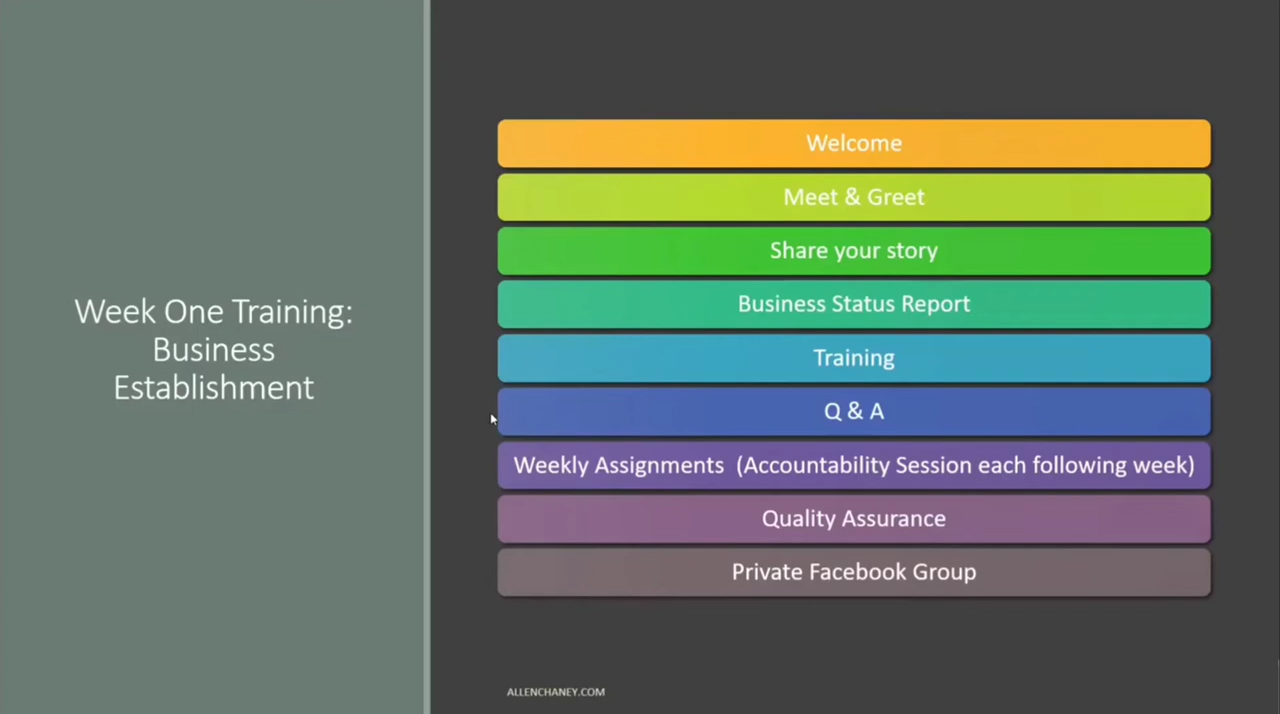 Week One Training:
Business
Establishment
Welcome
Meet & Greet
Share your story
Business Status Report
Training
Q & A
Weekly Assignments  (Accountability Session each following week)
Quality Assurance
Private Facebook Group
ALLENCHANEY.COM